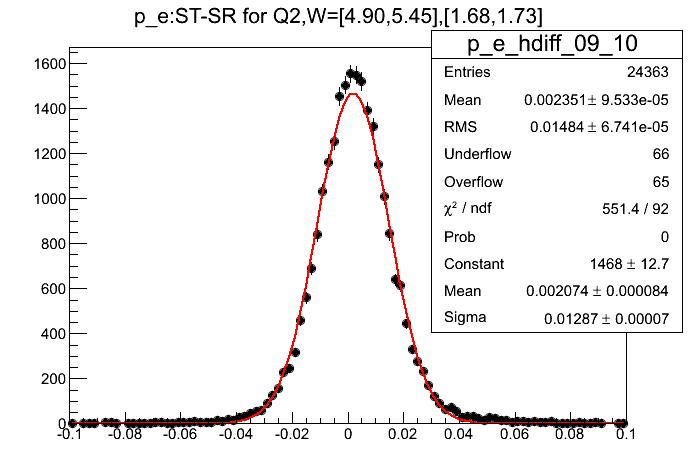 p_e:ST-SR for Q2,W=[4.90,5.45],[1.68,1.73]
p_e_hdiff_09_10
Entries 24363
Mean 0.002351 ± 9.533e-05
RMS 0.01484 ± 6.741e-05
Underflow 66
Overflow 65
χ² / ndf 551.4 / 92
Prob 0
Constant 1468 ± 12.7
Mean 0.002074 ± 0.000084
Sigma 0.01287 ± 0.00007
1600
1400
1200
1000
800
600
400
200
0
-0.1 -0.08 -0.06 -0.04 -0.02 0 0.02 0.04 0.06 0.08 0.1